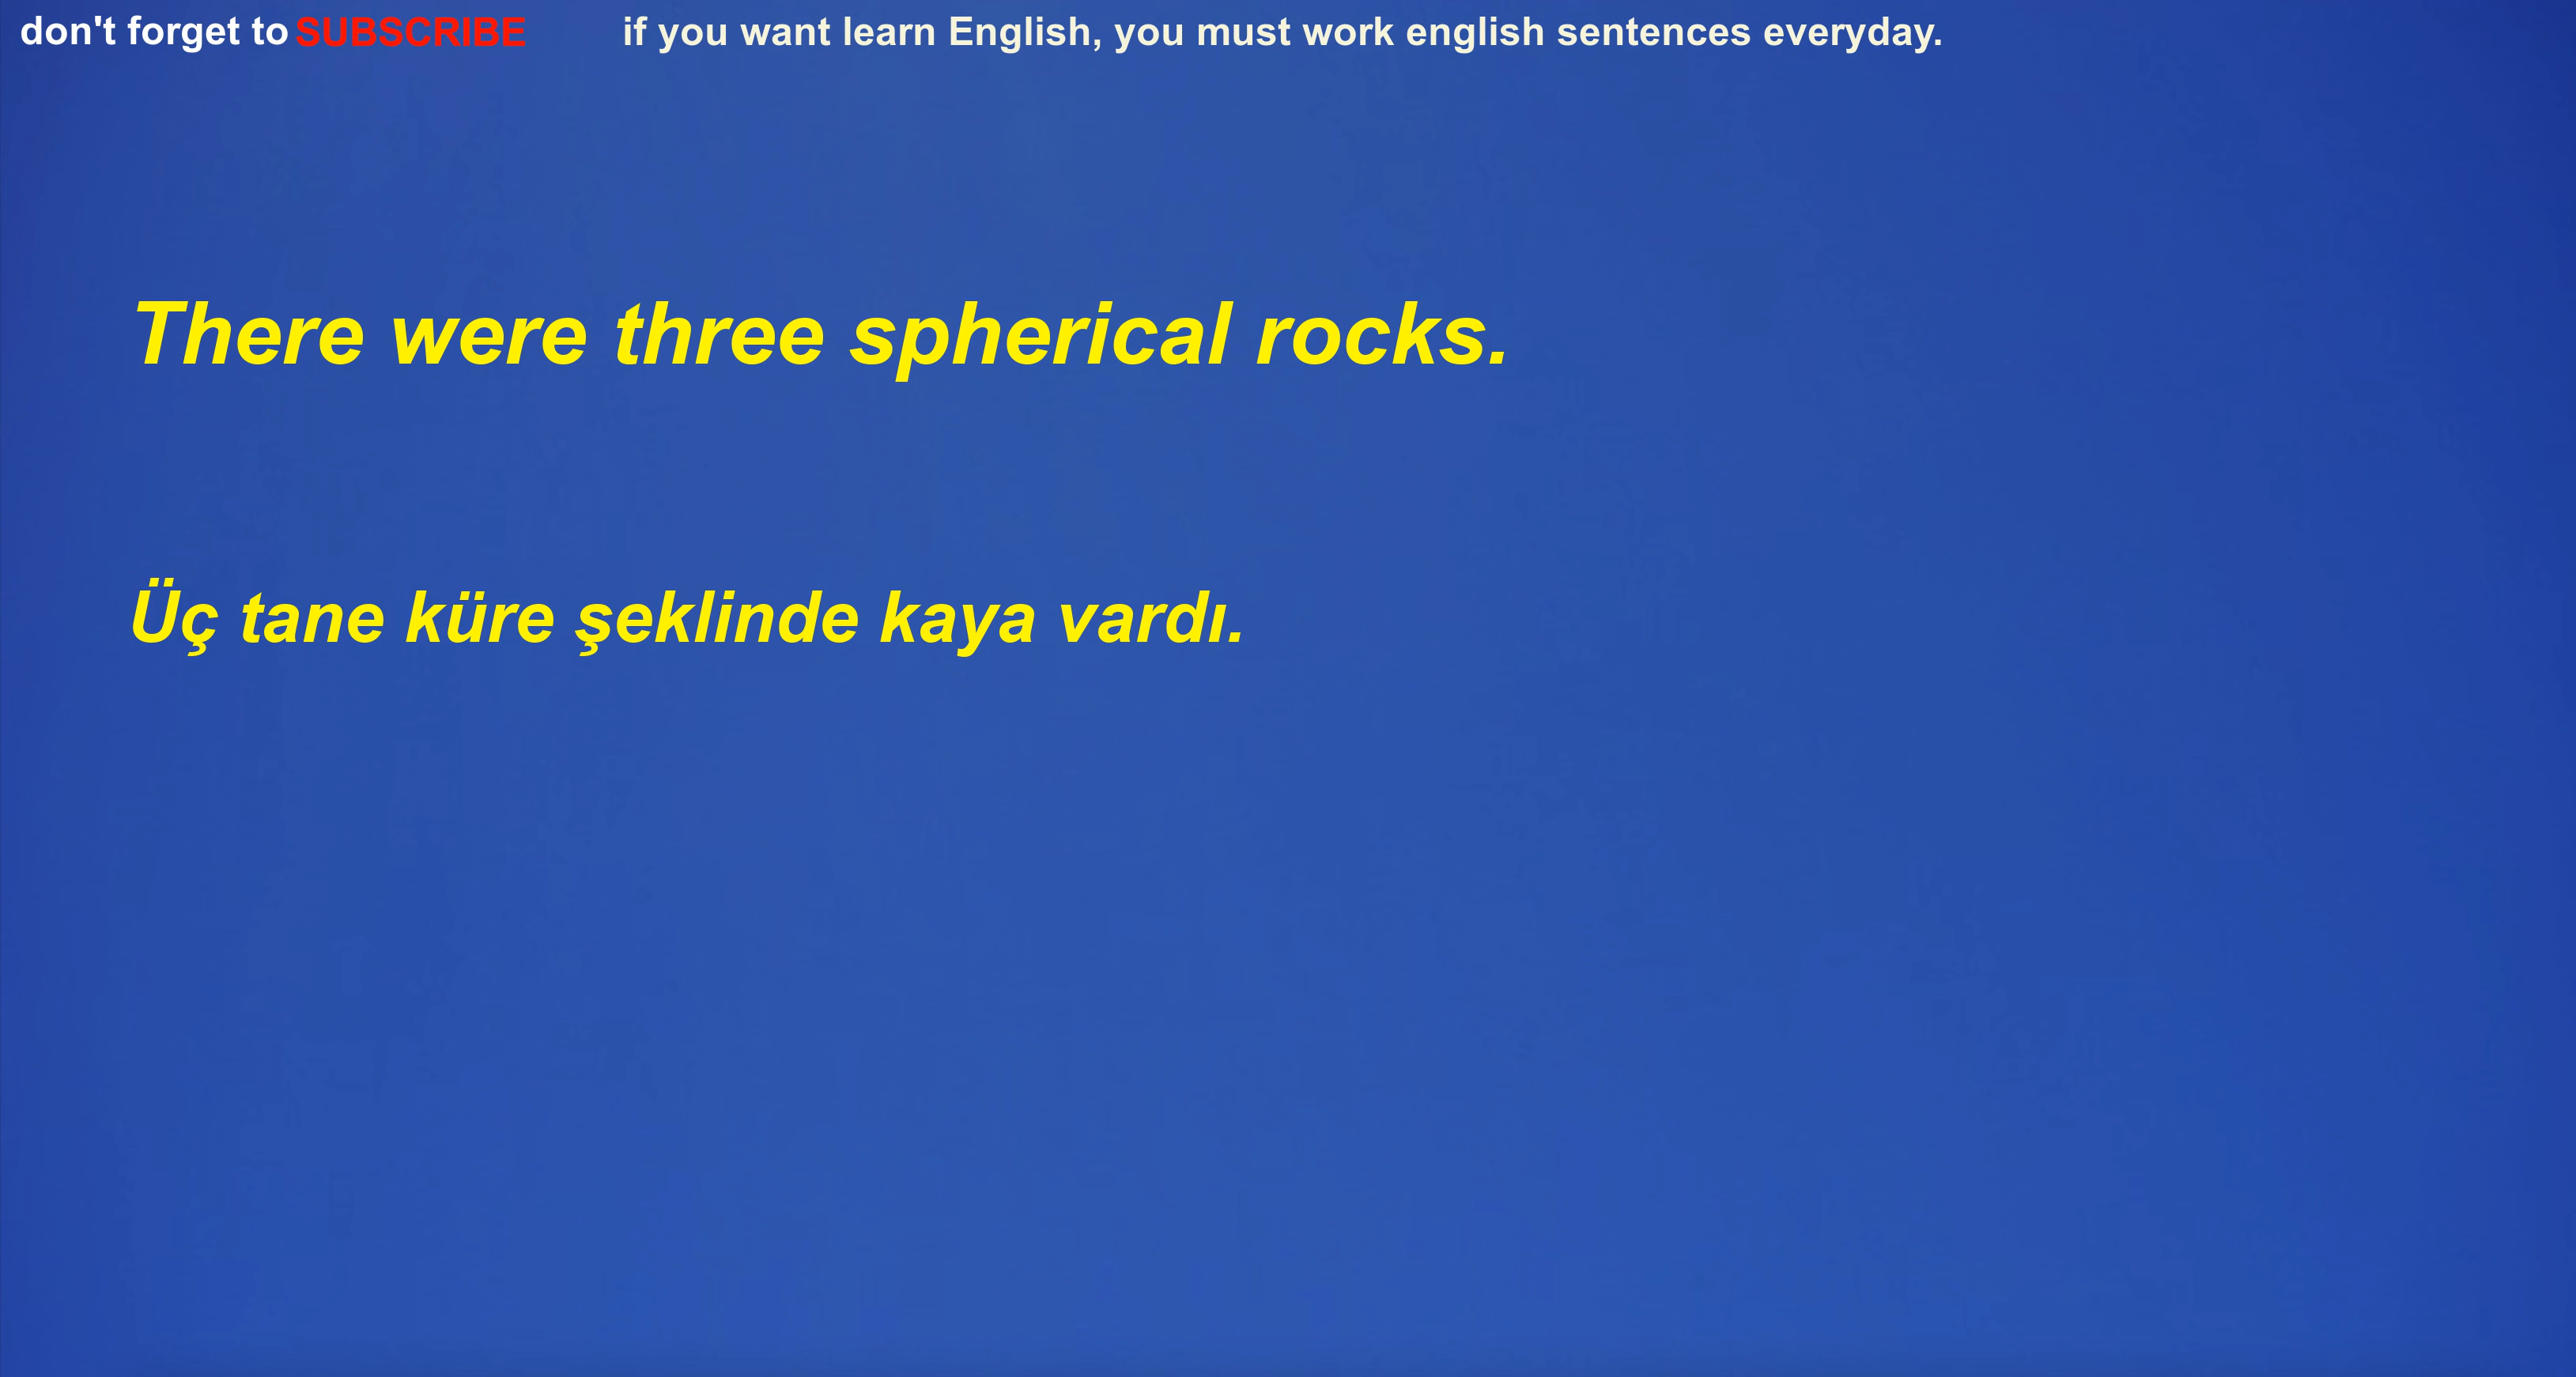 don't forget to SUBSCRIBE if you want learn English, you must work english sentences everyday.
There were three spherical rocks.
Üç tane küre şeklinde kaya vardı.